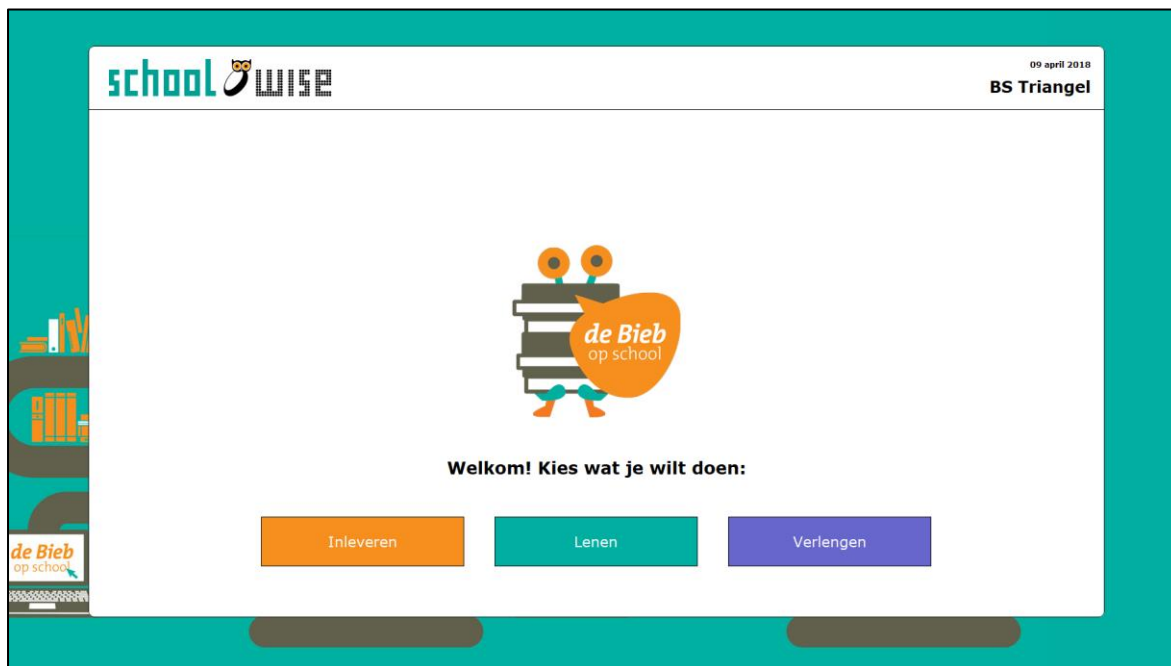 school wise
09 april 2018
BS Triangel
de Bieb
op school
Welkom! Kies wat je wilt doen:
Inleveren
Lenen
Verlengen
de Bieb
op school